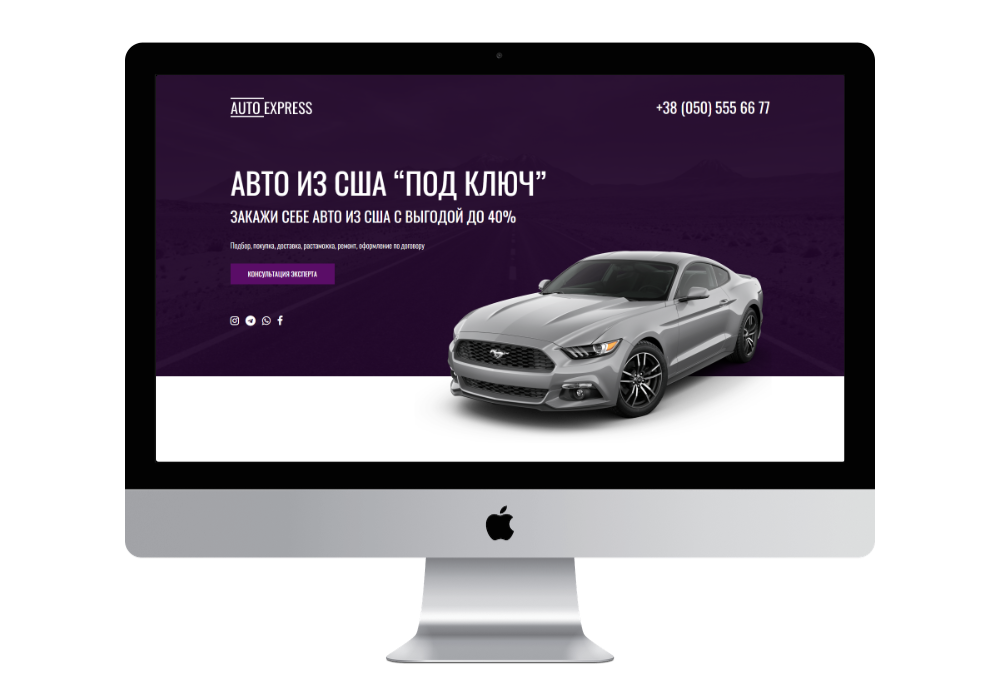 AUTO EXPRESS
+38 (050) 555 66 77
АВТО ИЗ США “ПОД КЛЮЧ”
ЗАКАЖИ СЕБЕ АВТО ИЗ США С ВЫГОДОЙ ДО 40%
Подбор, покупка, доставка, растаможка, ремонт, оформление по договору
КОНСУЛЬТАЦИЯ ЭКСПЕРТА